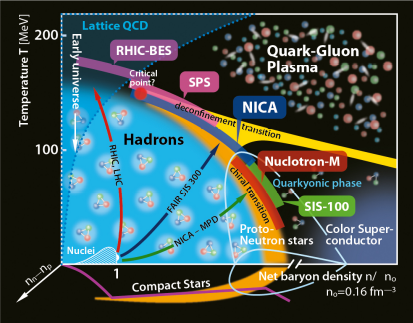 Lattice QCD
200
Temperature T [MeV]
Early universe
RHIC-BES
Quark-Gluon
Plasma
Critical
point?
SPS
NICA
deconfinement transition
100
Hadrons
Nuclotron-M
RHIC, LHC
FAIR SIS 300
chiral transition
Quarkyonic phase
SIS-100
NICA – MPD
Nuclei
Proto-
Neutron stars
Color Super-
conductor
1
Net baryon density n/ n₀
n₀=0.16 fm⁻³
Compact Stars
nₙ–nₚ